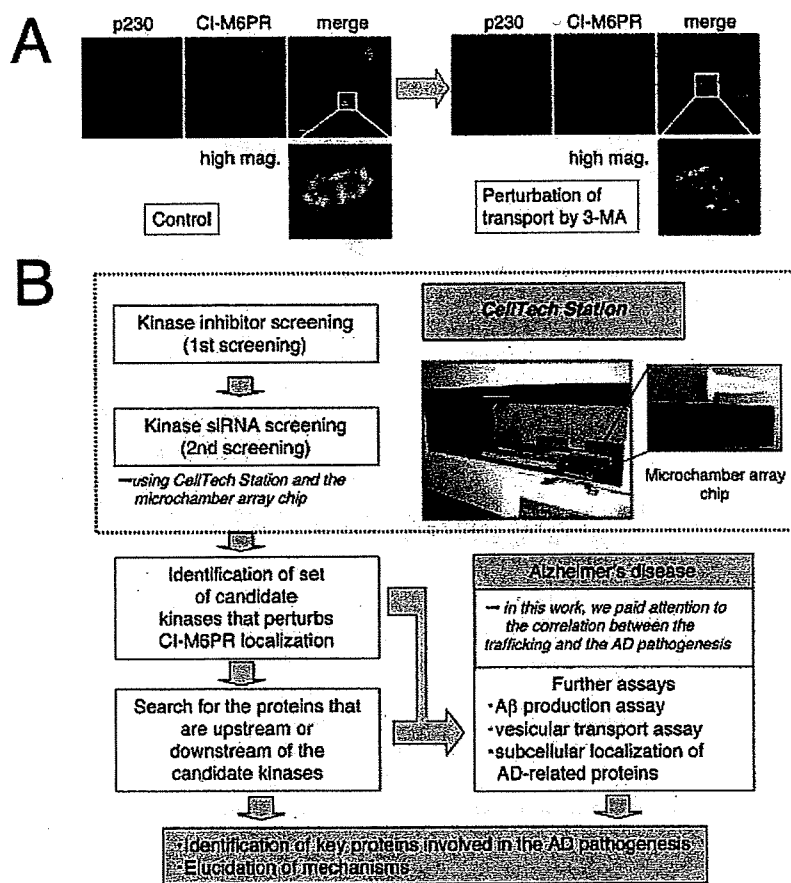 A
p230 CI-M6PR merge
p230 CI-M6PR merge
high mag.
high mag.
Control
Perturbation of
transport by 3-MA
B
Kinase inhibitor screening
(1st screening)
Kinase siRNA screening
(2nd screening)
—using CellTech Station and the
microchamber array chip
CellTech Station
Microchamber array
chip
Identification of set
of candidate
kinases that perturbs
CI-M6PR localization
Search for the proteins that
are upstream or
downstream of the
candidate kinases
Alzheimer's disease
— in this work, we paid attention to
the correlation between the
trafficking and the AD pathogenesis
Further assays
・Aβ production assay
・vesicular transport assay
・subcellular localization of
AD-related proteins
・Identification of key proteins involved in the AD pathogenesis
・Elucidation of mechanisms